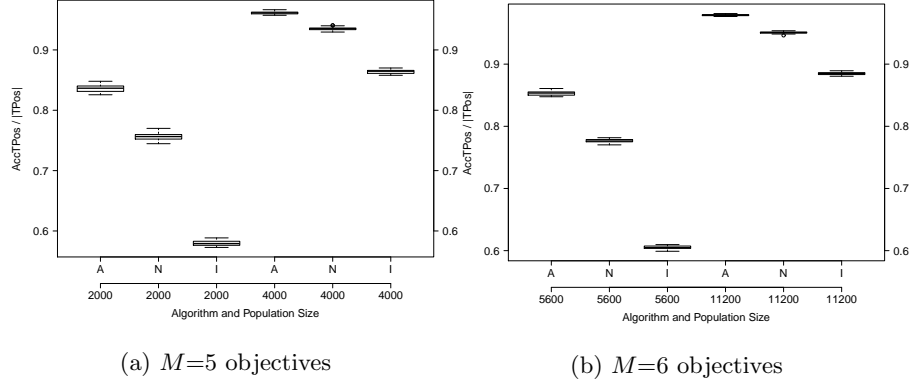 AccTPos / |TPos|
0.9
0.8
0.7
0.6
0.9
0.8
0.7
0.6
A N I A N I
2000 2000 2000 4000 4000 4000
Algorithm and Population Size
(a) M=5 objectives
AccTPos / |TPos|
0.9
0.8
0.7
0.6
0.9
0.8
0.7
0.6
A N I A N I
5600 5600 5600 11200 11200 11200
Algorithm and Population Size
(b) M=6 objectives